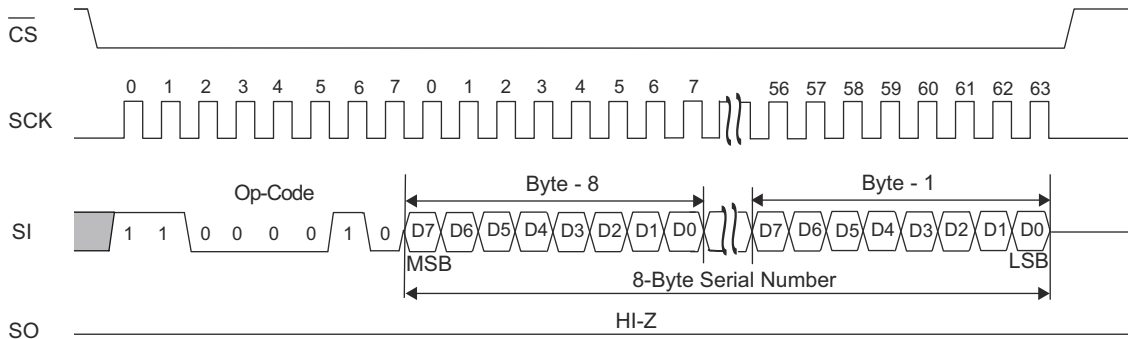 CS
0 1 2 3 4 5 6 7 0 1 2 3 4 5 6 7 56 57 58 59 60 61 62 63
SCK
Op-Code Byte - 8 Byte - 1
SI 1 1 0 0 0 0 1 0 D7 D6 D5 D4 D3 D2 D1 D0 D7 D6 D5 D4 D3 D2 D1 D0
MSB LSB
8-Byte Serial Number
HI-Z
SO